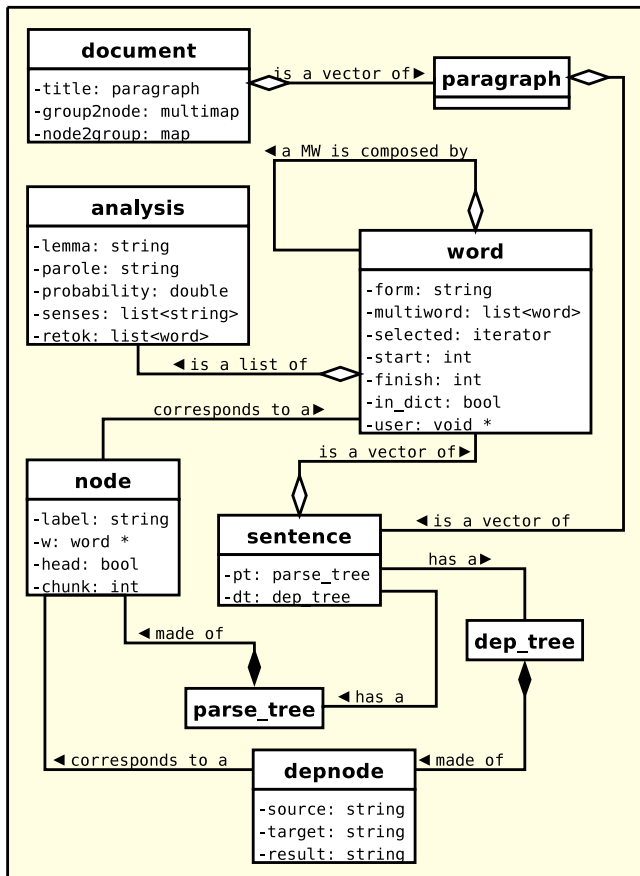 document
-title: paragraph
-group2node: multimap
-node2group: map
is a vector of►
paragraph
◄a MW is composed by
analysis
-lemma: string
-parole: string
-probability: double
-senses: list<string>
-retok: list<word>
word
-form: string
-multiword: list<word>
-selected: iterator
-start: int
-finish: int
-in_dict: bool
-user: void *
◄is a list of
corresponds to a►
is a vector of►
node
-label: string
-w: word *
-head: bool
-chunk: int
sentence
-pt: parse_tree
-dt: dep_tree
◄is a vector of
has a►
dep_tree
◄made of
parse_tree
◄has a
◄corresponds to a
depnode
-source: string
-target: string
-result: string
◄made of